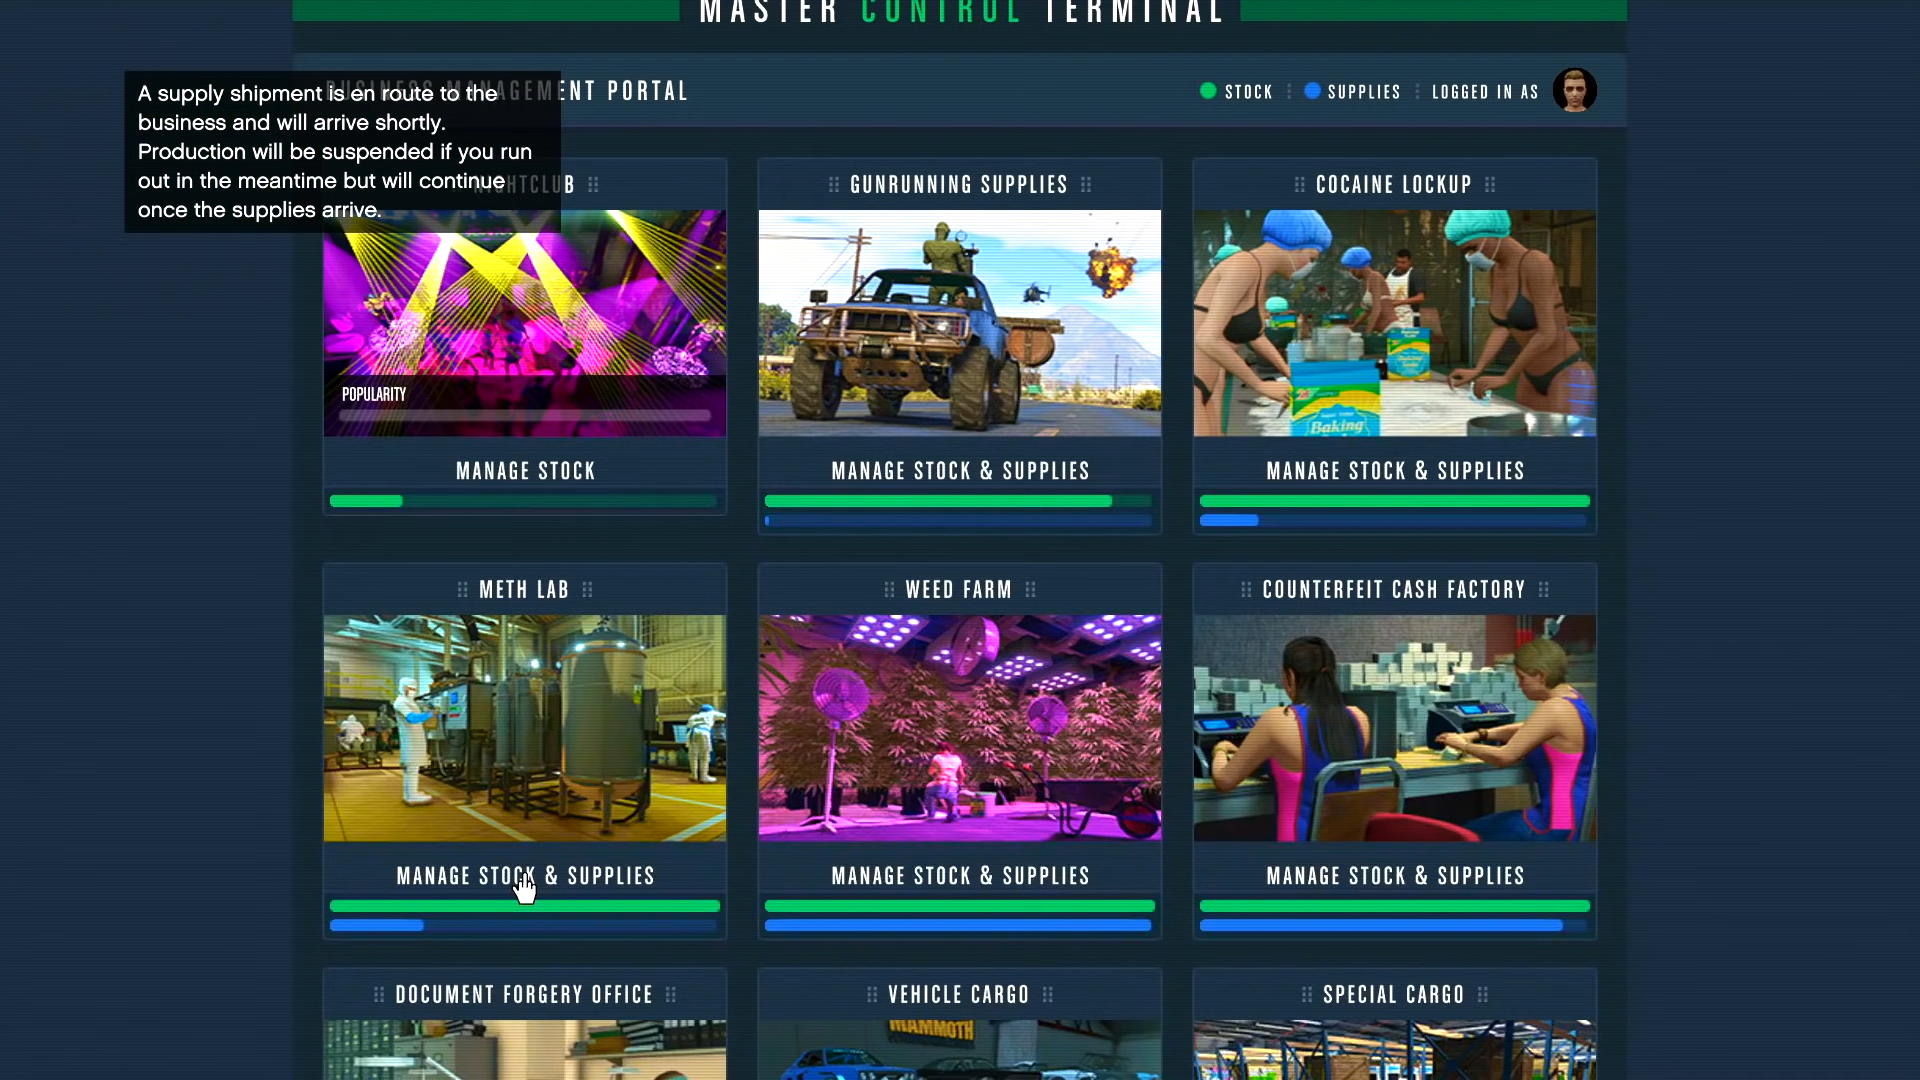 MASTER CONTROL TERMINAL
BUSINESS MANAGEMENT PORTAL
STOCK
SUPPLIES
LOGGED IN AS
A supply shipment is en route to the
business and will arrive shortly.
Production will be suspended if you run
out in the meantime but will continue
once the supplies arrive.
NIGHTCLUB
GUNRUNNING SUPPLIES
COCAINE LOCKUP
POPULARITY
Baking
MANAGE STOCK
MANAGE STOCK & SUPPLIES
MANAGE STOCK & SUPPLIES
METH LAB
WEED FARM
COUNTERFEIT CASH FACTORY
MANAGE STOCK & SUPPLIES
MANAGE STOCK & SUPPLIES
MANAGE STOCK & SUPPLIES
DOCUMENT FORGERY OFFICE
VEHICLE CARGO
SPECIAL CARGO
MAMMOTH